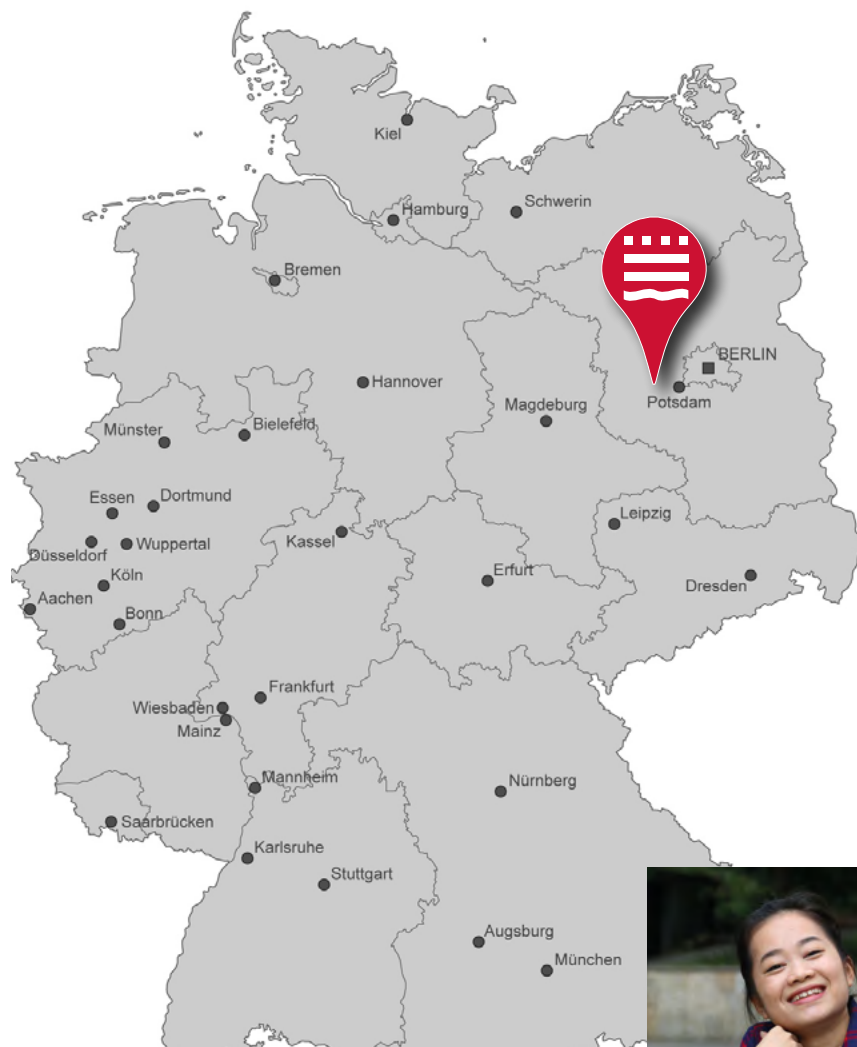 Kiel
Schwerin
Hamburg
Bremen
BERLIN
Hannover
Potsdam
Magdeburg
Bielefeld
Münster
Dortmund
Essen
Leipzig
Kassel
Wuppertal
Düsseldorf
Erfurt
Köln
Dresden
Aachen
Bonn
Frankfurt
Wiesbaden
Mainz
Mannheim
Nürnberg
Saarbrücken
Karlsruhe
Stuttgart
Augsburg
München